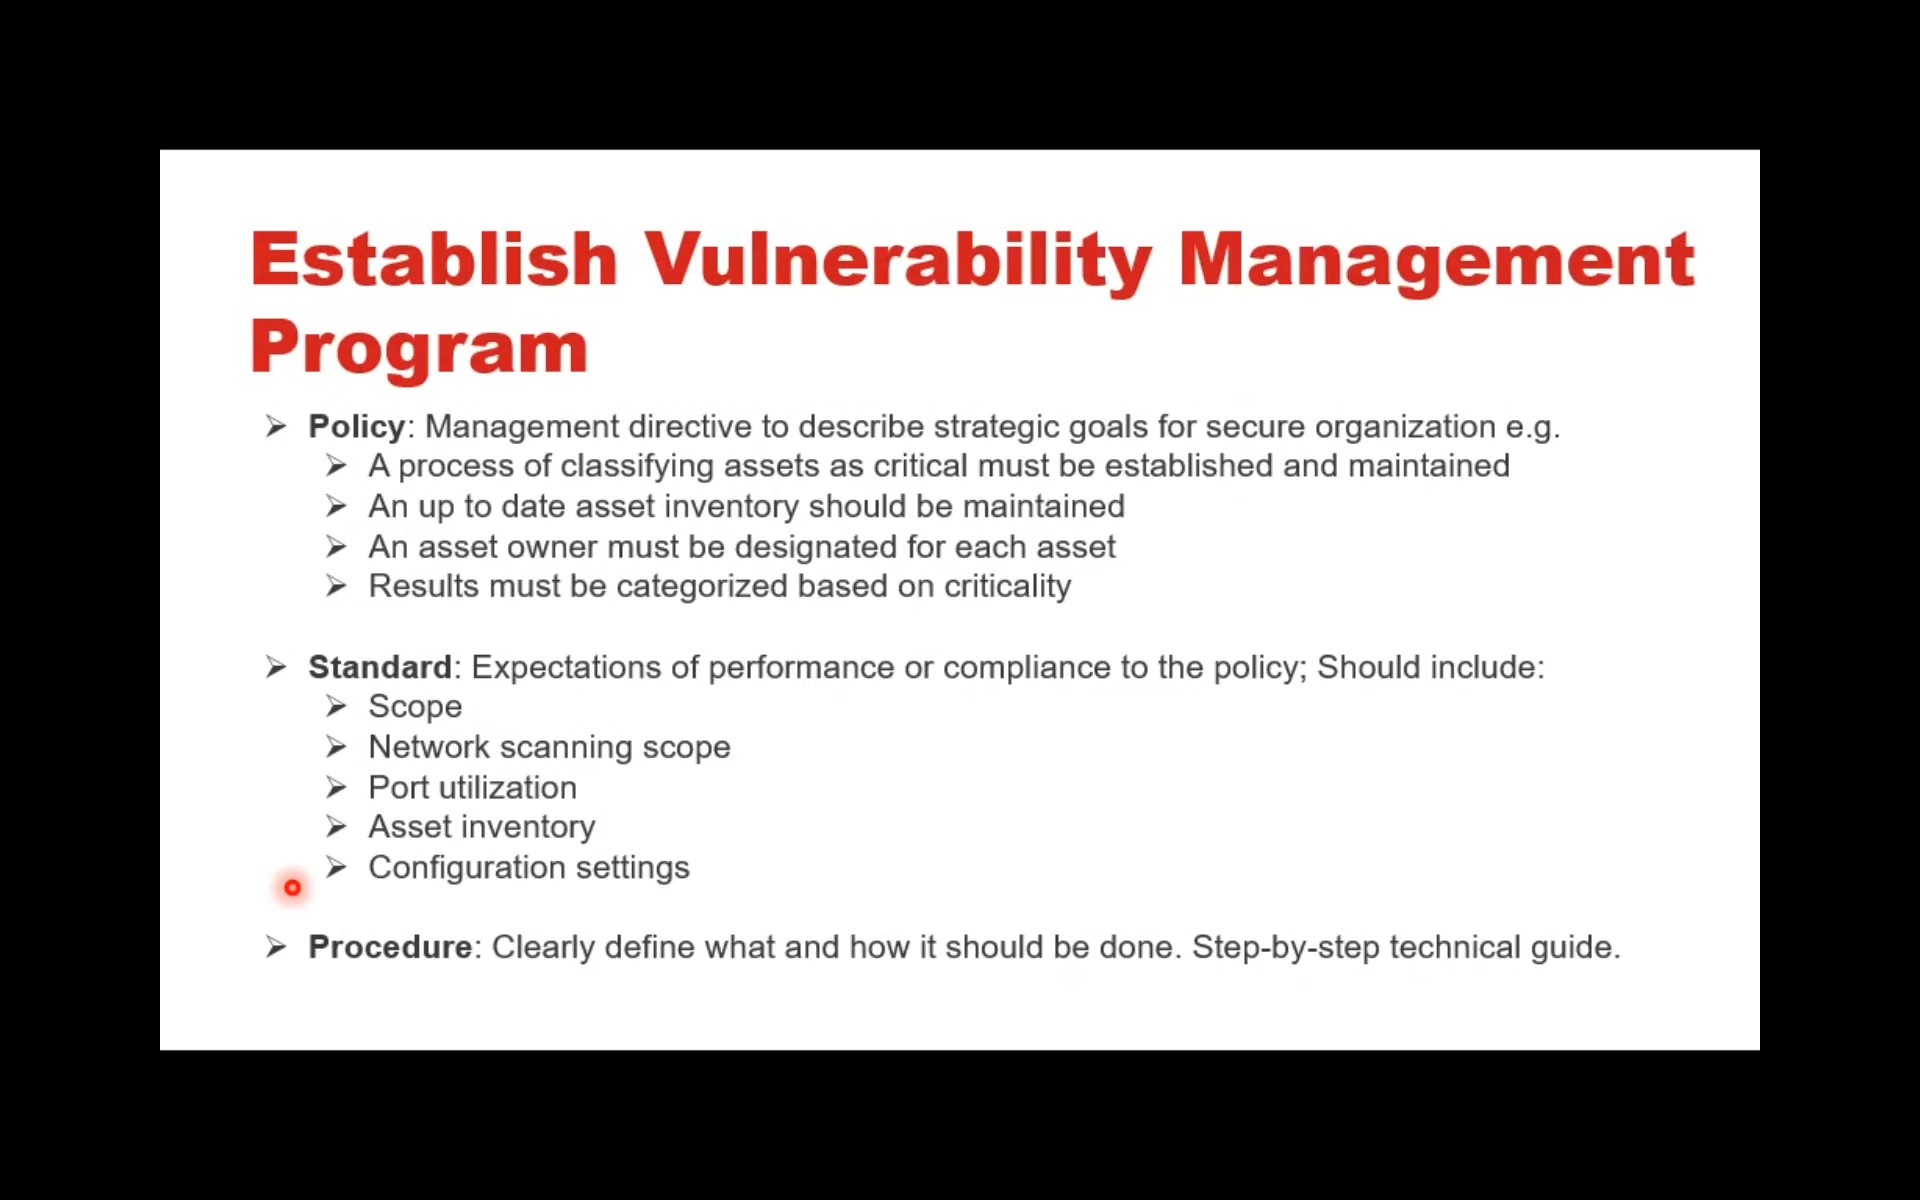 Establish Vulnerability Management
Program
➢ Policy: Management directive to describe strategic goals for secure organization e.g.
➢ A process of classifying assets as critical must be established and maintained
➢ An up to date asset inventory should be maintained
➢ An asset owner must be designated for each asset
➢ Results must be categorized based on criticality
➢ Standard: Expectations of performance or compliance to the policy; Should include:
➢ Scope
➢ Network scanning scope
➢ Port utilization
➢ Asset inventory
➢ Configuration settings
➢ Procedure: Clearly define what and how it should be done. Step-by-step technical guide.